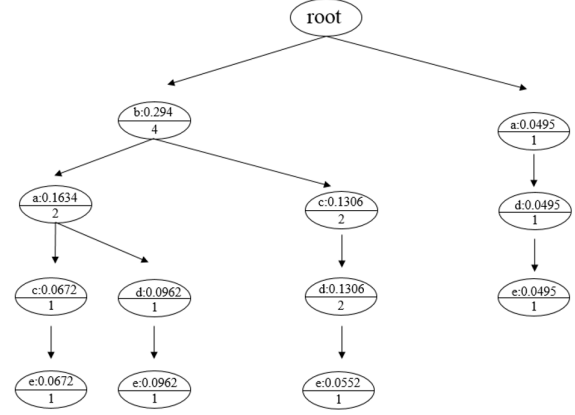 root
b:0.294
4
a:0.0495
1
a:0.1634
2
c:0.1306
2
d:0.0495
1
c:0.0672
1
d:0.0962
1
d:0.1306
2
e:0.0495
1
e:0.0672
1
e:0.0962
1
e:0.0552
1